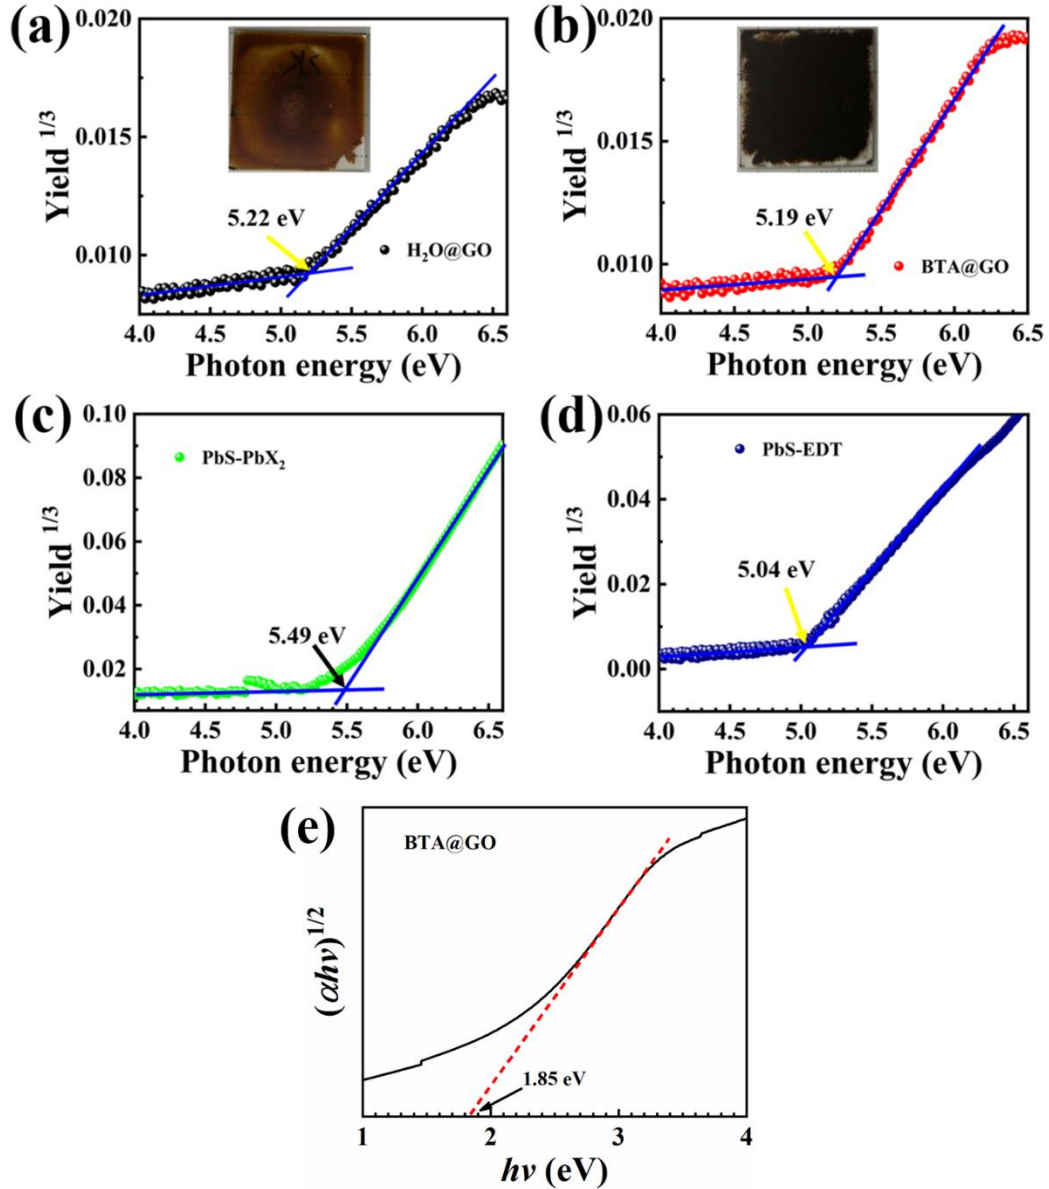 (a)
0.020
0.015
0.010
Yield 1/3
5.22 eV
H₂O@GO
4.0 4.5 5.0 5.5 6.0 6.5
Photon energy (eV)
(b)
0.020
0.015
0.010
Yield 1/3
5.19 eV
BTA@GO
4.0 4.5 5.0 5.5 6.0 6.5
Photon energy (eV)
(c)
0.10
0.08
0.06
0.04
0.02
Yield 1/3
PbS-PbX₂
5.49 eV
4.0 4.5 5.0 5.5 6.0 6.5
Photon energy (eV)
(d)
0.06
0.04
0.02
0.00
Yield 1/3
PbS-EDT
5.04 eV
4.0 4.5 5.0 5.5 6.0 6.5
Photon energy (eV)
(e)
BTA@GO
(αhν)1/2
1.85 eV
1 2 3 4
hν (eV)